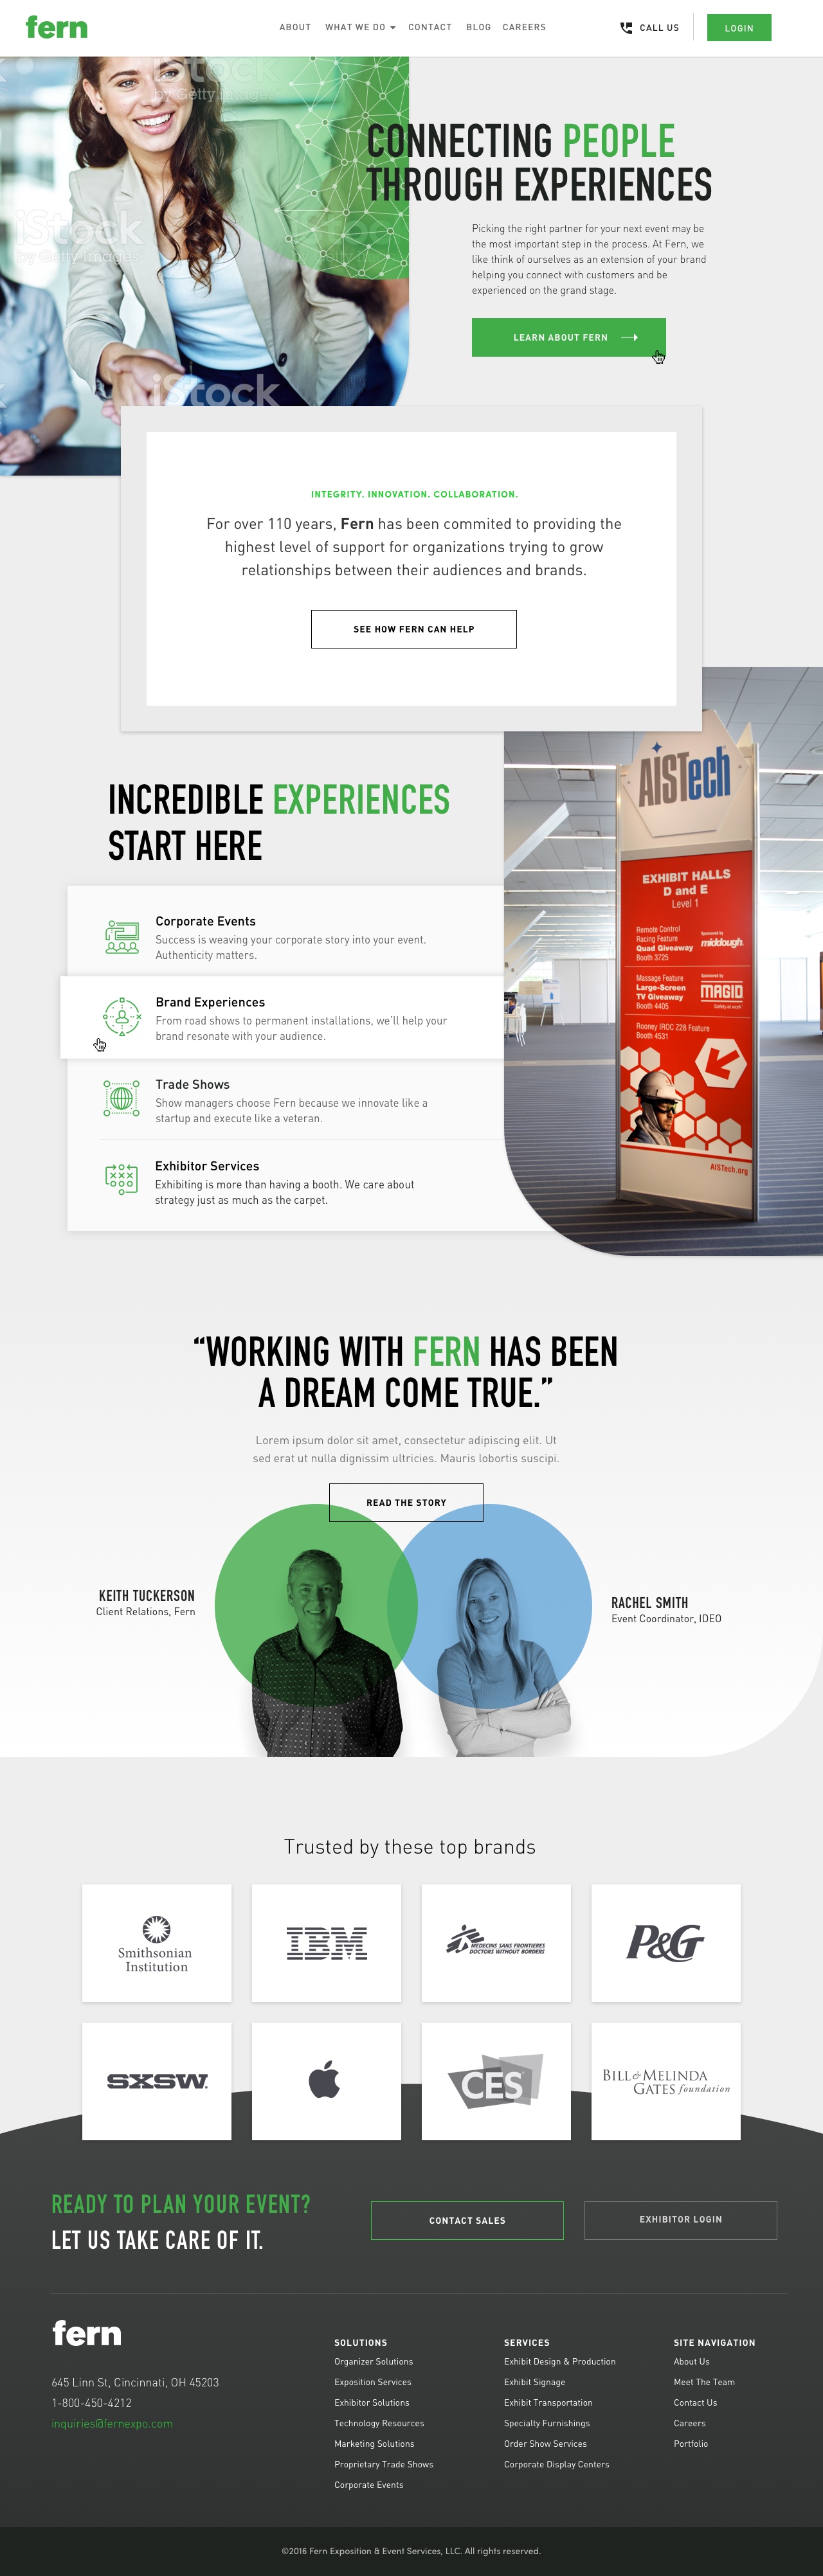 fern
ABOUT WHAT WE DO CONTACT BLOG CAREERS CALL US LOGIN
iStock
by Getty Images
CONNECTING PEOPLE
THROUGH EXPERIENCES
iStock
by Getty Images
Picking the right partner for your next event may be
the most important step in the process. At Fern, we
like think of ourselves as an extension of your brand
helping you connect with customers and be
experienced on the grand stage.
LEARN ABOUT FERN
iStock
INTEGRITY. INNOVATION. COLLABORATION.
For over 110 years, Fern has been commited to providing the
highest level of support for organizations trying to grow
relationships between their audiences and brands.
SEE HOW FERN CAN HELP
AISTech
EXHIBIT HALLS
D and E
Level 1
Remote Control
Racing Feature
Quad Giveaway
Booth 3725
Sponsored by
middough.
Massage Feature
Large-Screen
TV Giveaway
Booth 4405
Sponsored by
MAGID
Safety at work
Rooney IROC Z28 Feature
Booth 4531
AISTech.org
INCREDIBLE EXPERIENCES
START HERE
Corporate Events
Success is weaving your corporate story into your event.
Authenticity matters.
Brand Experiences
From road shows to permanent installations, we'll help your
brand resonate with your audience.
Trade Shows
Show managers choose Fern because we innovate like a
startup and execute like a veteran.
Exhibitor Services
Exhibiting is more than having a booth. We care about
strategy just as much as the carpet.
“WORKING WITH FERN HAS BEEN
A DREAM COME TRUE.”
Lorem ipsum dolor sit amet, consectetur adipiscing elit. Ut
sed erat ut nulla dignissim ultricies. Mauris lobortis suscipi.
READ THE STORY
KEITH TUCKERSON
Client Relations, Fern
RACHEL SMITH
Event Coordinator, IDEO
Trusted by these top brands
Smithsonian
Institution
IBM
MEDECINS SANS FRONTIERES
DOCTORS WITHOUT BORDERS
P&G
SXSW.
CES
BILL & MELINDA
GATES foundation
READY TO PLAN YOUR EVENT?
LET US TAKE CARE OF IT.
CONTACT SALES
EXHIBITOR LOGIN
fern
645 Linn St, Cincinnati, OH 45203
1-800-450-4212
inquiries@fernexpo.com
SOLUTIONS
Organizer Solutions
Exposition Services
Exhibitor Solutions
Technology Resources
Marketing Solutions
Proprietary Trade Shows
Corporate Events
SERVICES
Exhibit Design & Production
Exhibit Signage
Exhibit Transportation
Specialty Furnishings
Order Show Services
Corporate Display Centers
SITE NAVIGATION
About Us
Meet The Team
Contact Us
Careers
Portfolio
©2016 Fern Exposition & Event Services, LLC. All rights reserved.